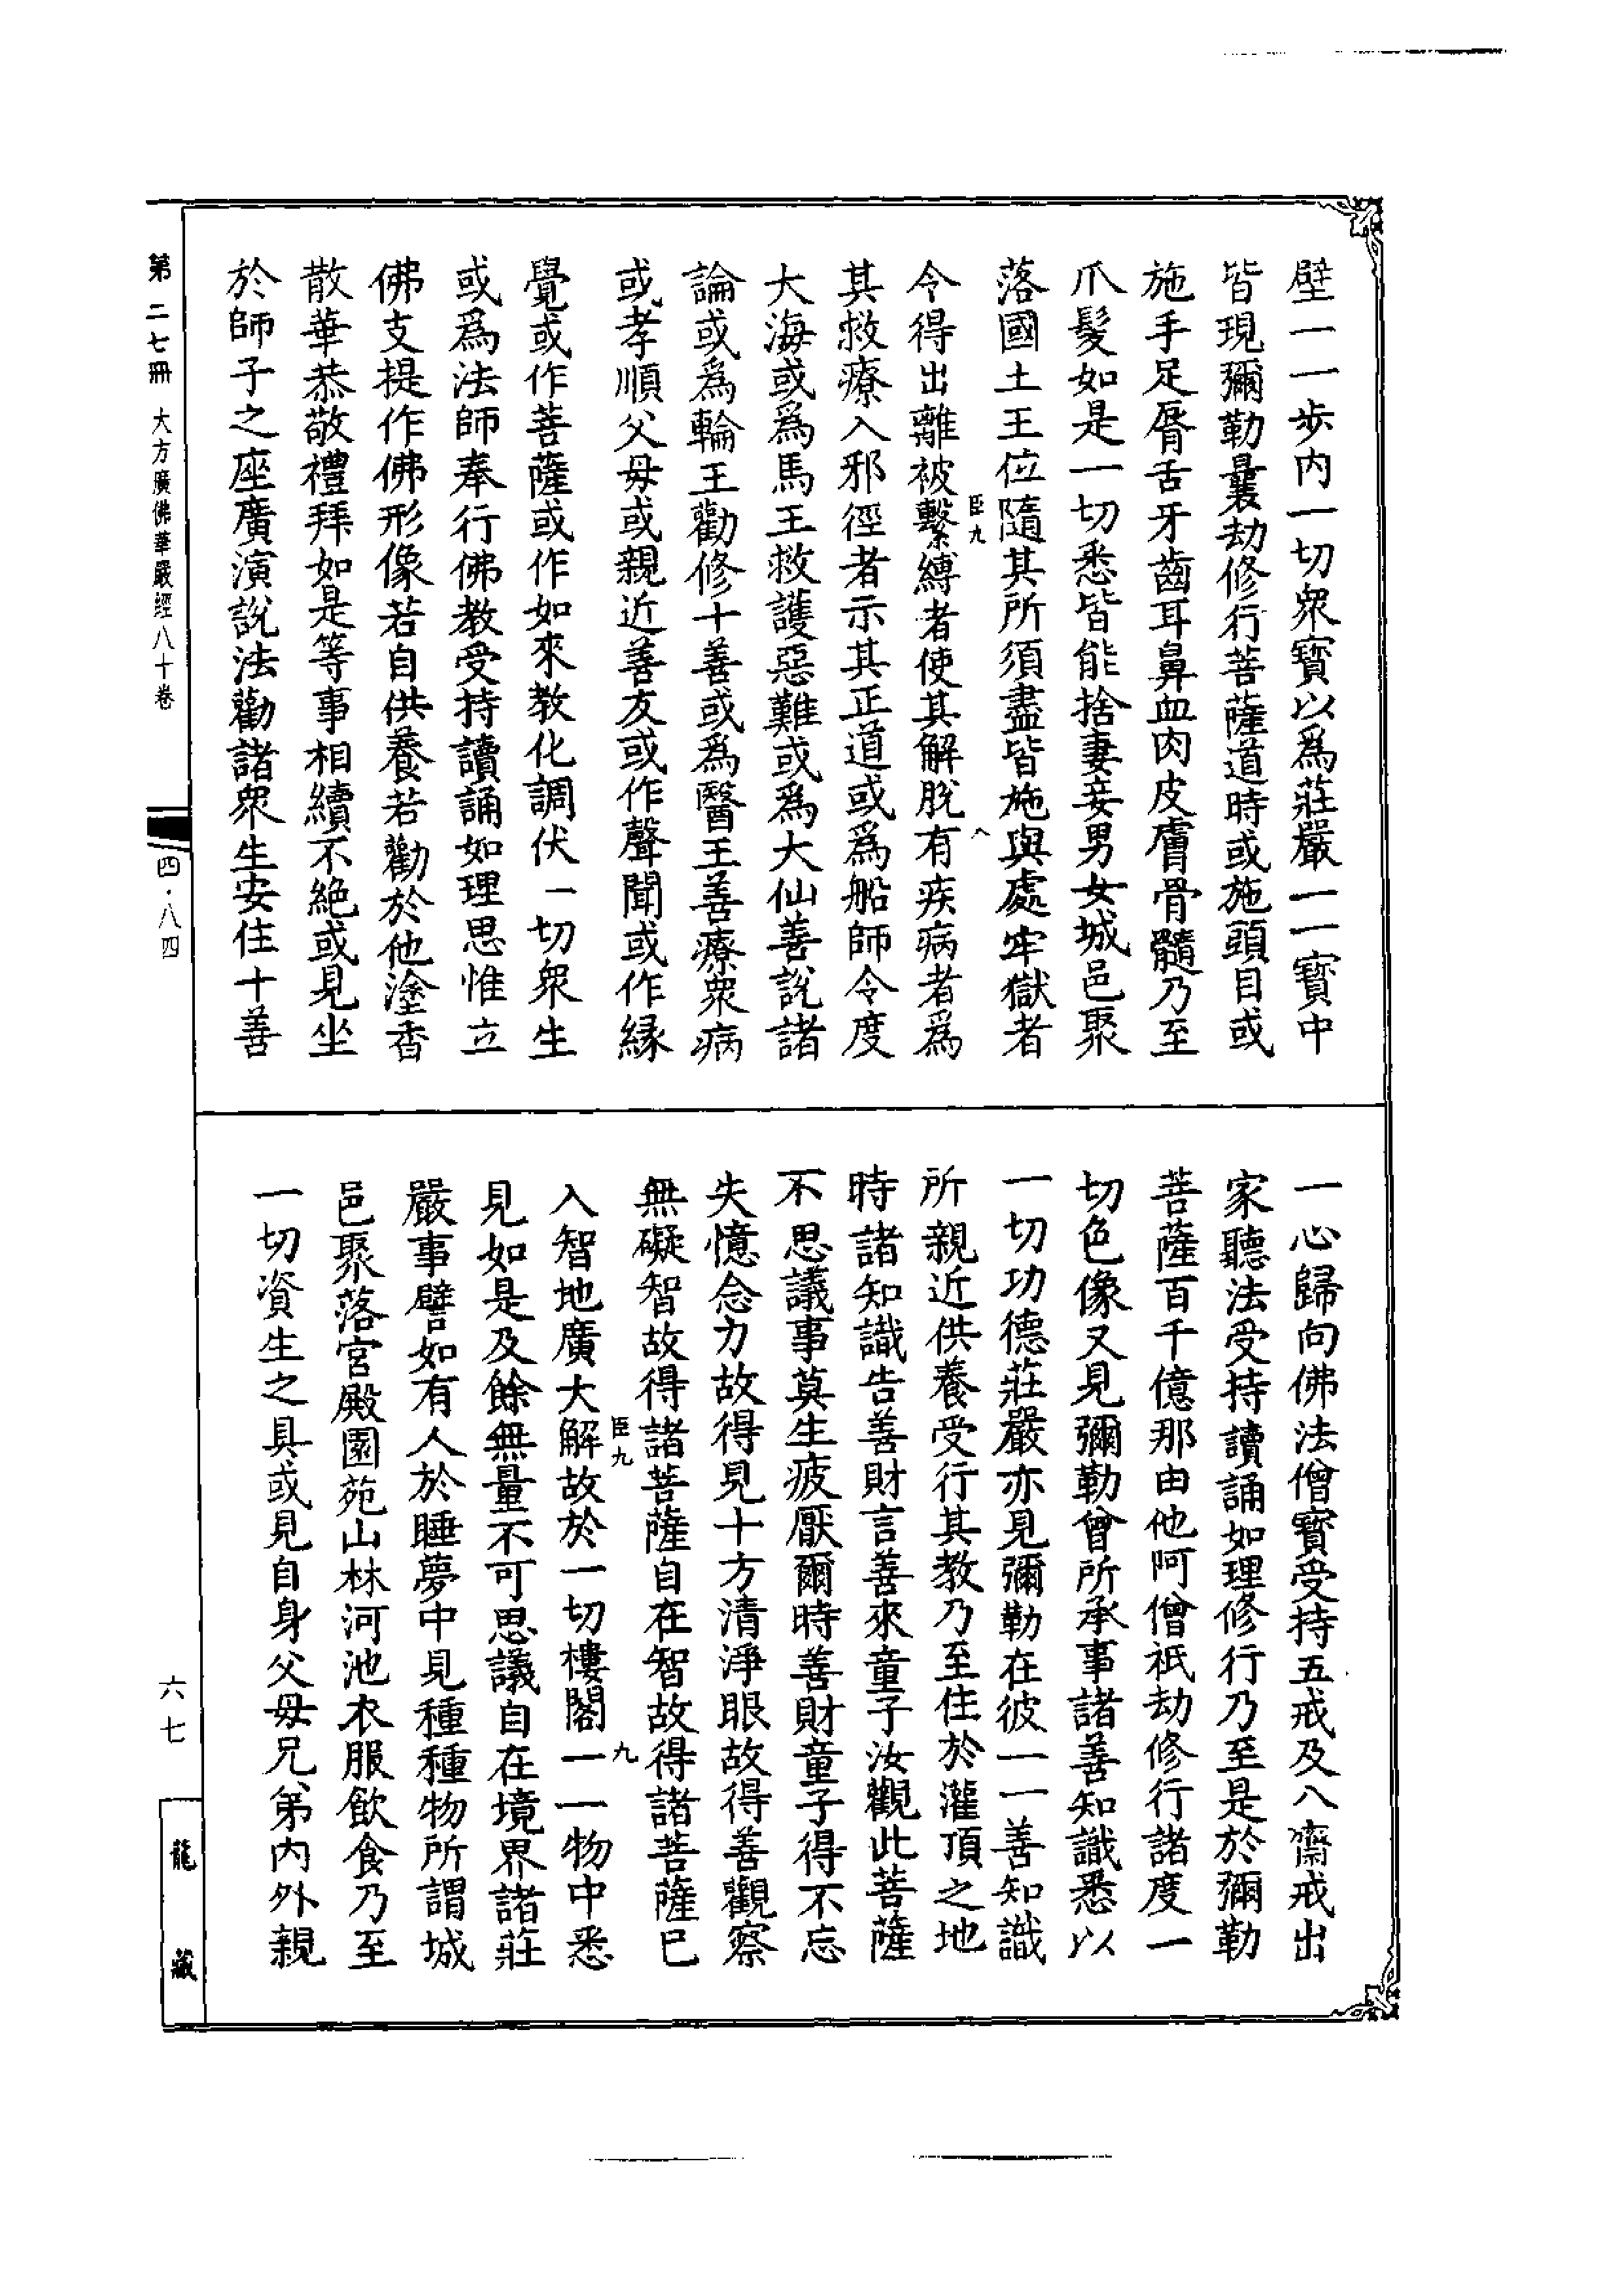 壁一一步内一切衆寳以爲莊嚴一一寳中
皆現彌勒曩劫修行菩薩道時或施頭目或
施手足脣舌牙齒耳鼻血肉皮膚骨髓乃至
爪髮如是一切悉皆能捨妻妾男女城邑聚
落國土王位隨其所須盡皆施與處牢獄者
臣九
八
令得出離被繫縛者使其解脫有疾病者爲
其救療入邪徑者示其正道或爲船師令度
大海或爲馬王救護惡難或爲大仙善說諸
論或爲輪王勸修十善或爲醫王善療衆病
或孝順父母或親近善友或作聲聞或作緣
覺或作菩薩或作如來教化調伏一切衆生
或爲法師奉行佛教受持讀誦如理思惟立
佛支提作佛形像若自供養若勸於他塗香
散華恭敬禮拜如是等事相續不絶或見坐
於師子之座廣演說法勸諸衆生安住十善
一心歸向佛法僧寳受持五戒及八齋戒出
家聽法受持讀誦如理修行乃至是於彌勒
菩薩百千億那由他阿僧祇劫修行諸度一
切色像又見彌勒曾所承事諸善知識悉以
一切功德莊嚴亦見彌勒在彼一一善知識
所親近供養受行其教乃至住於灌頂之地
時諸知識告善財言善來童子汝觀此菩薩
不思議事莫生疲厭爾時善財童子得不忘
失憶念力故得見十方清淨眼故得善觀察
無礙智故得諸菩薩自在智故得諸菩薩已
臣九
九
入智地廣大解故於一切樓閣一一物中悉
見如是及餘無量不可思議自在境界諸莊
嚴事譬如有人於睡夢中見種種物所謂城
邑聚落宮殿園苑山林河池衣服飲食乃至
一切資生之具或見自身父母兄弟内外親
第二七冊 大方廣佛華嚴經八十卷
四·八四
六七
龍藏